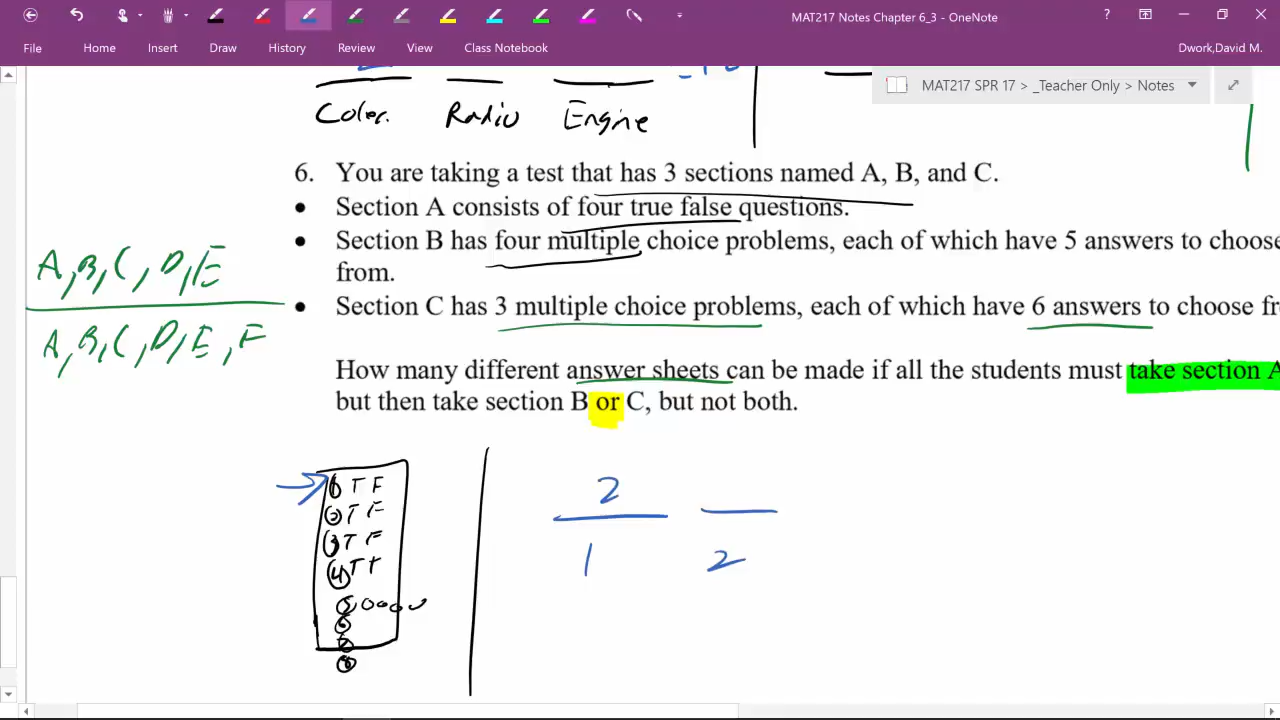 MAT217 Notes Chapter 6_3 - OneNote
Dwork,David M.
File Home Insert Draw History Review View Class Notebook
MAT217 SPR 17 > _Teacher Only > Notes
Color. Radio Engine
6. You are taking a test that has 3 sections named A, B, and C.
• Section A consists of four true false questions.
• Section B has four multiple choice problems, each of which have 5 answers to choose
from.
• Section C has 3 multiple choice problems, each of which have 6 answers to choose
How many different answer sheets can be made if all the students must take section A
but then take section B or C, but not both.
A, B, C, D, E
A, B, C, D, E, F
1 T F
2 T F
3 T F
4 T F
5
6
7
8
2
1 2